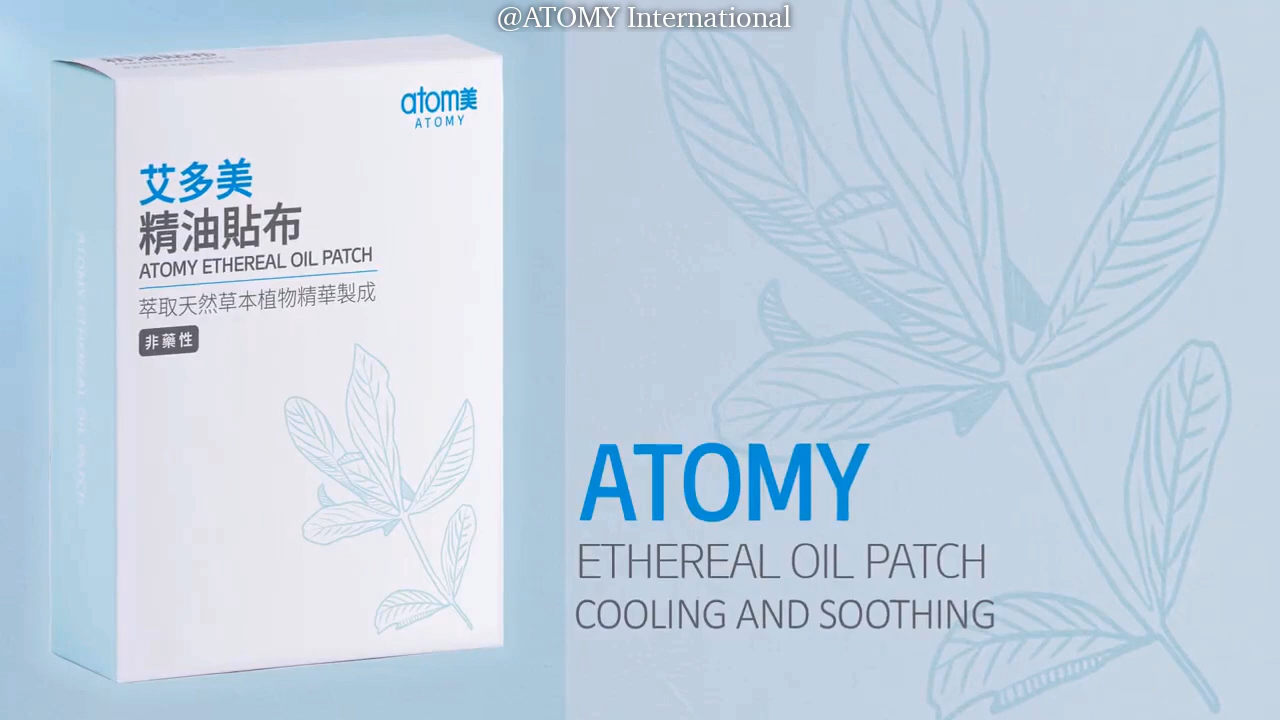 @ATOMY International
atom美
ATOMY
艾多美
精油貼布
ATOMY ETHEREAL OIL PATCH
萃取天然草本植物精華製成
非藥性
ATOMY
ETHEREAL OIL PATCH
COOLING AND SOOTHING